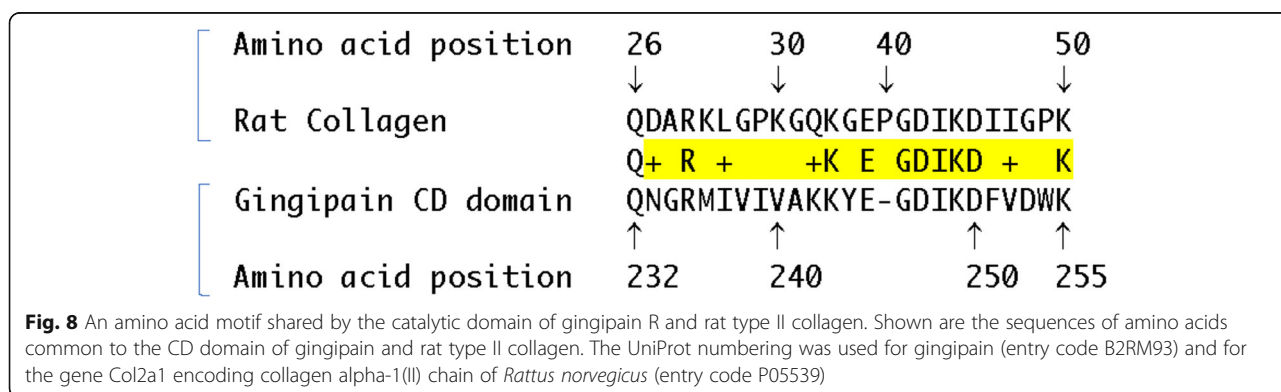 Amino acid position 26 30 40 50
↓ ↓ ↓ ↓
Rat Collagen QDARKLGPKGQKGEPGDIKDIIGPK
Q+ R + +K E GDIKD + K
Gingipain CD domain QNGRMIVIVAKKYE-GDIKDFVDWK
↑ ↑ ↑ ↑
Amino acid position 232 240 250 255
Fig. 8 An amino acid motif shared by the catalytic domain of gingipain R and rat type II collagen. Shown are the sequences of amino acids
common to the CD domain of gingipain and rat type II collagen. The UniProt numbering was used for gingipain (entry code B2RM93) and for
the gene Col2a1 encoding collagen alpha-1(II) chain of Rattus norvegicus (entry code P05539)